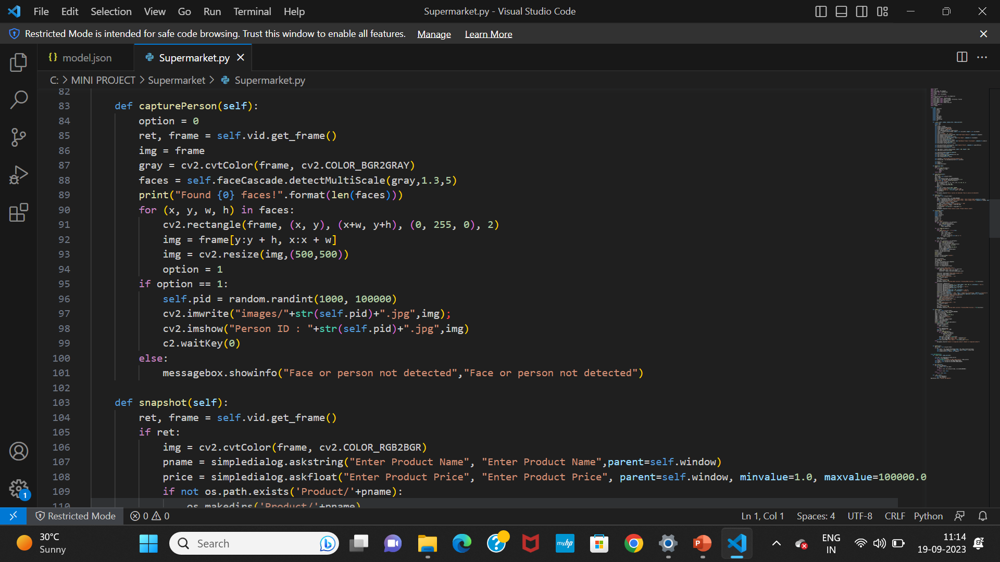 File Edit Selection View Go Run Terminal Help Supermarket.py - Visual Studio Code
Restricted Mode is intended for safe code browsing. Trust this window to enable all features. Manage Learn More
{} model.json Supermarket.py
C: > MINI PROJECT > Supermarket > Supermarket.py
82
83 def capturePerson(self):
84 option = 0
85 ret, frame = self.vid.get_frame()
86 img = frame
87 gray = cv2.cvtColor(frame, cv2.COLOR_BGR2GRAY)
88 faces = self.faceCascade.detectMultiScale(gray,1.3,5)
89 print("Found {0} faces!".format(len(faces)))
90 for (x, y, w, h) in faces:
91 cv2.rectangle(frame, (x, y), (x+w, y+h), (0, 255, 0), 2)
92 img = frame[y:y + h, x:x + w]
93 img = cv2.resize(img,(500,500))
94 option = 1
95 if option == 1:
96 self.pid = random.randint(1000, 100000)
97 cv2.imwrite("images/"+str(self.pid)+".jpg",img);
98 cv2.imshow("Person ID : "+str(self.pid)+".jpg",img)
99 c2.waitKey(0)
100 else:
101 messagebox.showinfo("Face or person not detected","Face or person not detected")
102
103 def snapshot(self):
104 ret, frame = self.vid.get_frame()
105 if ret:
106 img = cv2.cvtColor(frame, cv2.COLOR_RGB2BGR)
107 pname = simpledialog.askstring("Enter Product Name", "Enter Product Name",parent=self.window)
108 price = simpledialog.askfloat("Enter Product Price", "Enter Product Price", parent=self.window, minvalue=1.0, maxvalue=100000.0
109 if not os.path.exists('Product/'+pname):
110 os.makedirs('Product/'+pname)
Restricted Mode 0 0 Ln 1, Col 1 Spaces: 4 UTF-8 CRLF Python
1
30°C
Sunny
Search
myhp
ENG
IN
11:14
19-09-2023